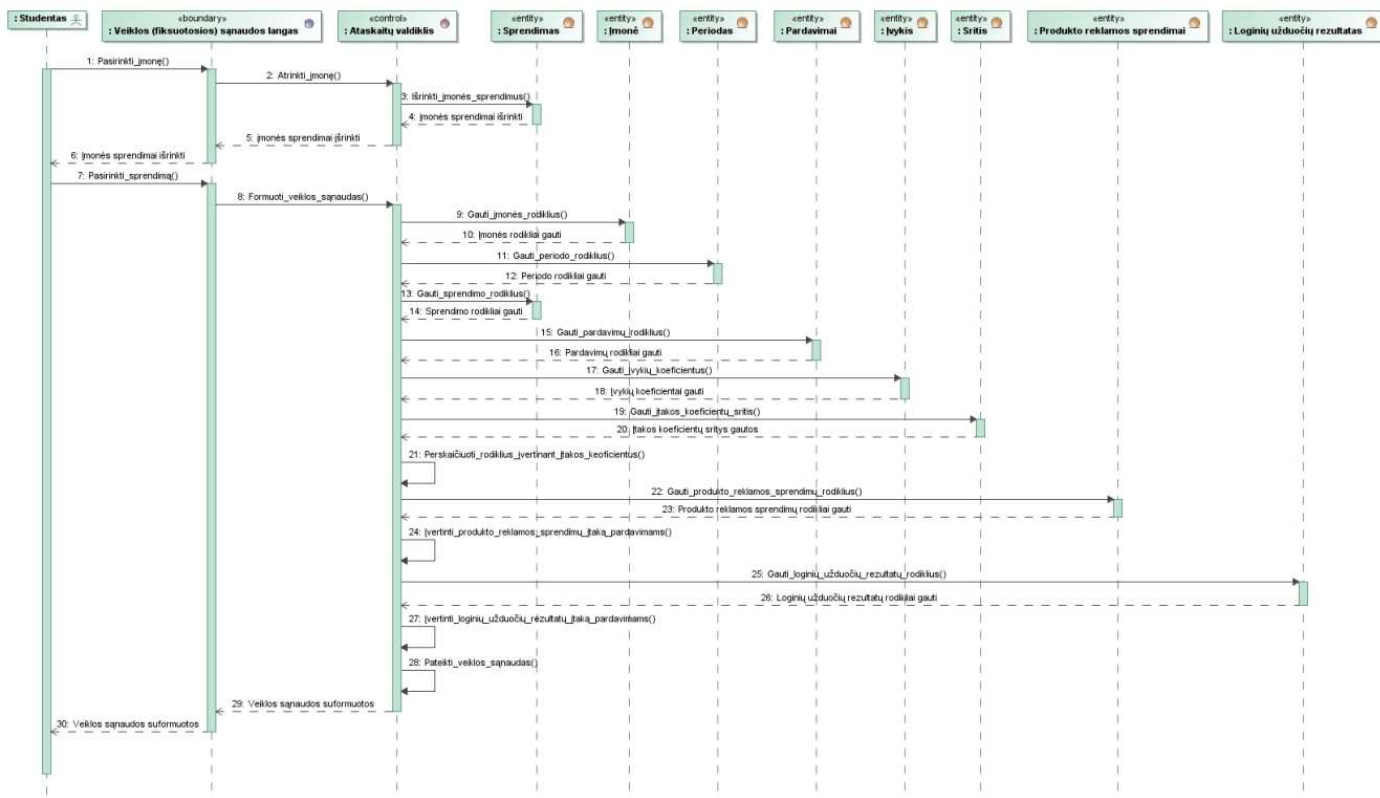 : Studentas
«boundary»
: Veiklos (fiksuotosios) sąnaudos langas
«control»
: Ataskaitų valdiklis
«entity»
: Sprendimas
«entity»
: Įmonė
«entity»
: Periodas
«entity»
: Pardavimai
«entity»
: Įvykis
«entity»
: Sritis
«entity»
: Produkto reklamos sprendimai
«entity»
: Loginių užduočių rezultatas
1: Pasirinkti_įmonę()
2: Atrinkti_įmonę()
3: Išrinkti_įmonės_sprendimus()
4: įmonės sprendimai išrinkti
5: įmonės sprendimai įšrinkti
6: Įmonės sprendimai išrinkti
7: Pasirinkti_sprendimą()
8: Formuoti_veiklos_sąnaudas()
9: Gauti_įmonės_rodiklius()
10: Įmonės rodikliai gauti
11: Gauti_periodo_rodiklius()
12: Periodo rodikliai gauti
13: Gauti_sprendimo_rodiklius()
14: Sprendimo rodikliai gauti
15: Gauti_pardavimų_rodiklius()
16: Pardavimų rodikliai gauti
17: Gauti_įvykių_koeficientus()
18: Įvykių koeficientai gauti
19: Gauti_įtakos_koeficientų_sritis()
20: Įtakos koeficientų sritys gautos
21: Perskaičiuoti_rodiklius_įvertinant_įtakos_keoficientus()
22: Gauti_produkto_reklamos_sprendimų_rodiklius()
23: Produkto reklamos sprendimų rodikliai gauti
24: Įvertinti_produkto_reklamos_sprendimų_įtaką_pardavimams()
25: Gauti_loginių_užduočių_rezultatų_rodiklius()
26: Loginių užduočių rezultatų rodikliai gauti
27: Įvertinti_loginių_užduočių_rezultatų_įtaką_pardavimams()
28: Pateikti_veiklos_sąnaudas()
29: Veiklos sąnaudos suformuotos
30: Veiklos sąnaudos suformuotos